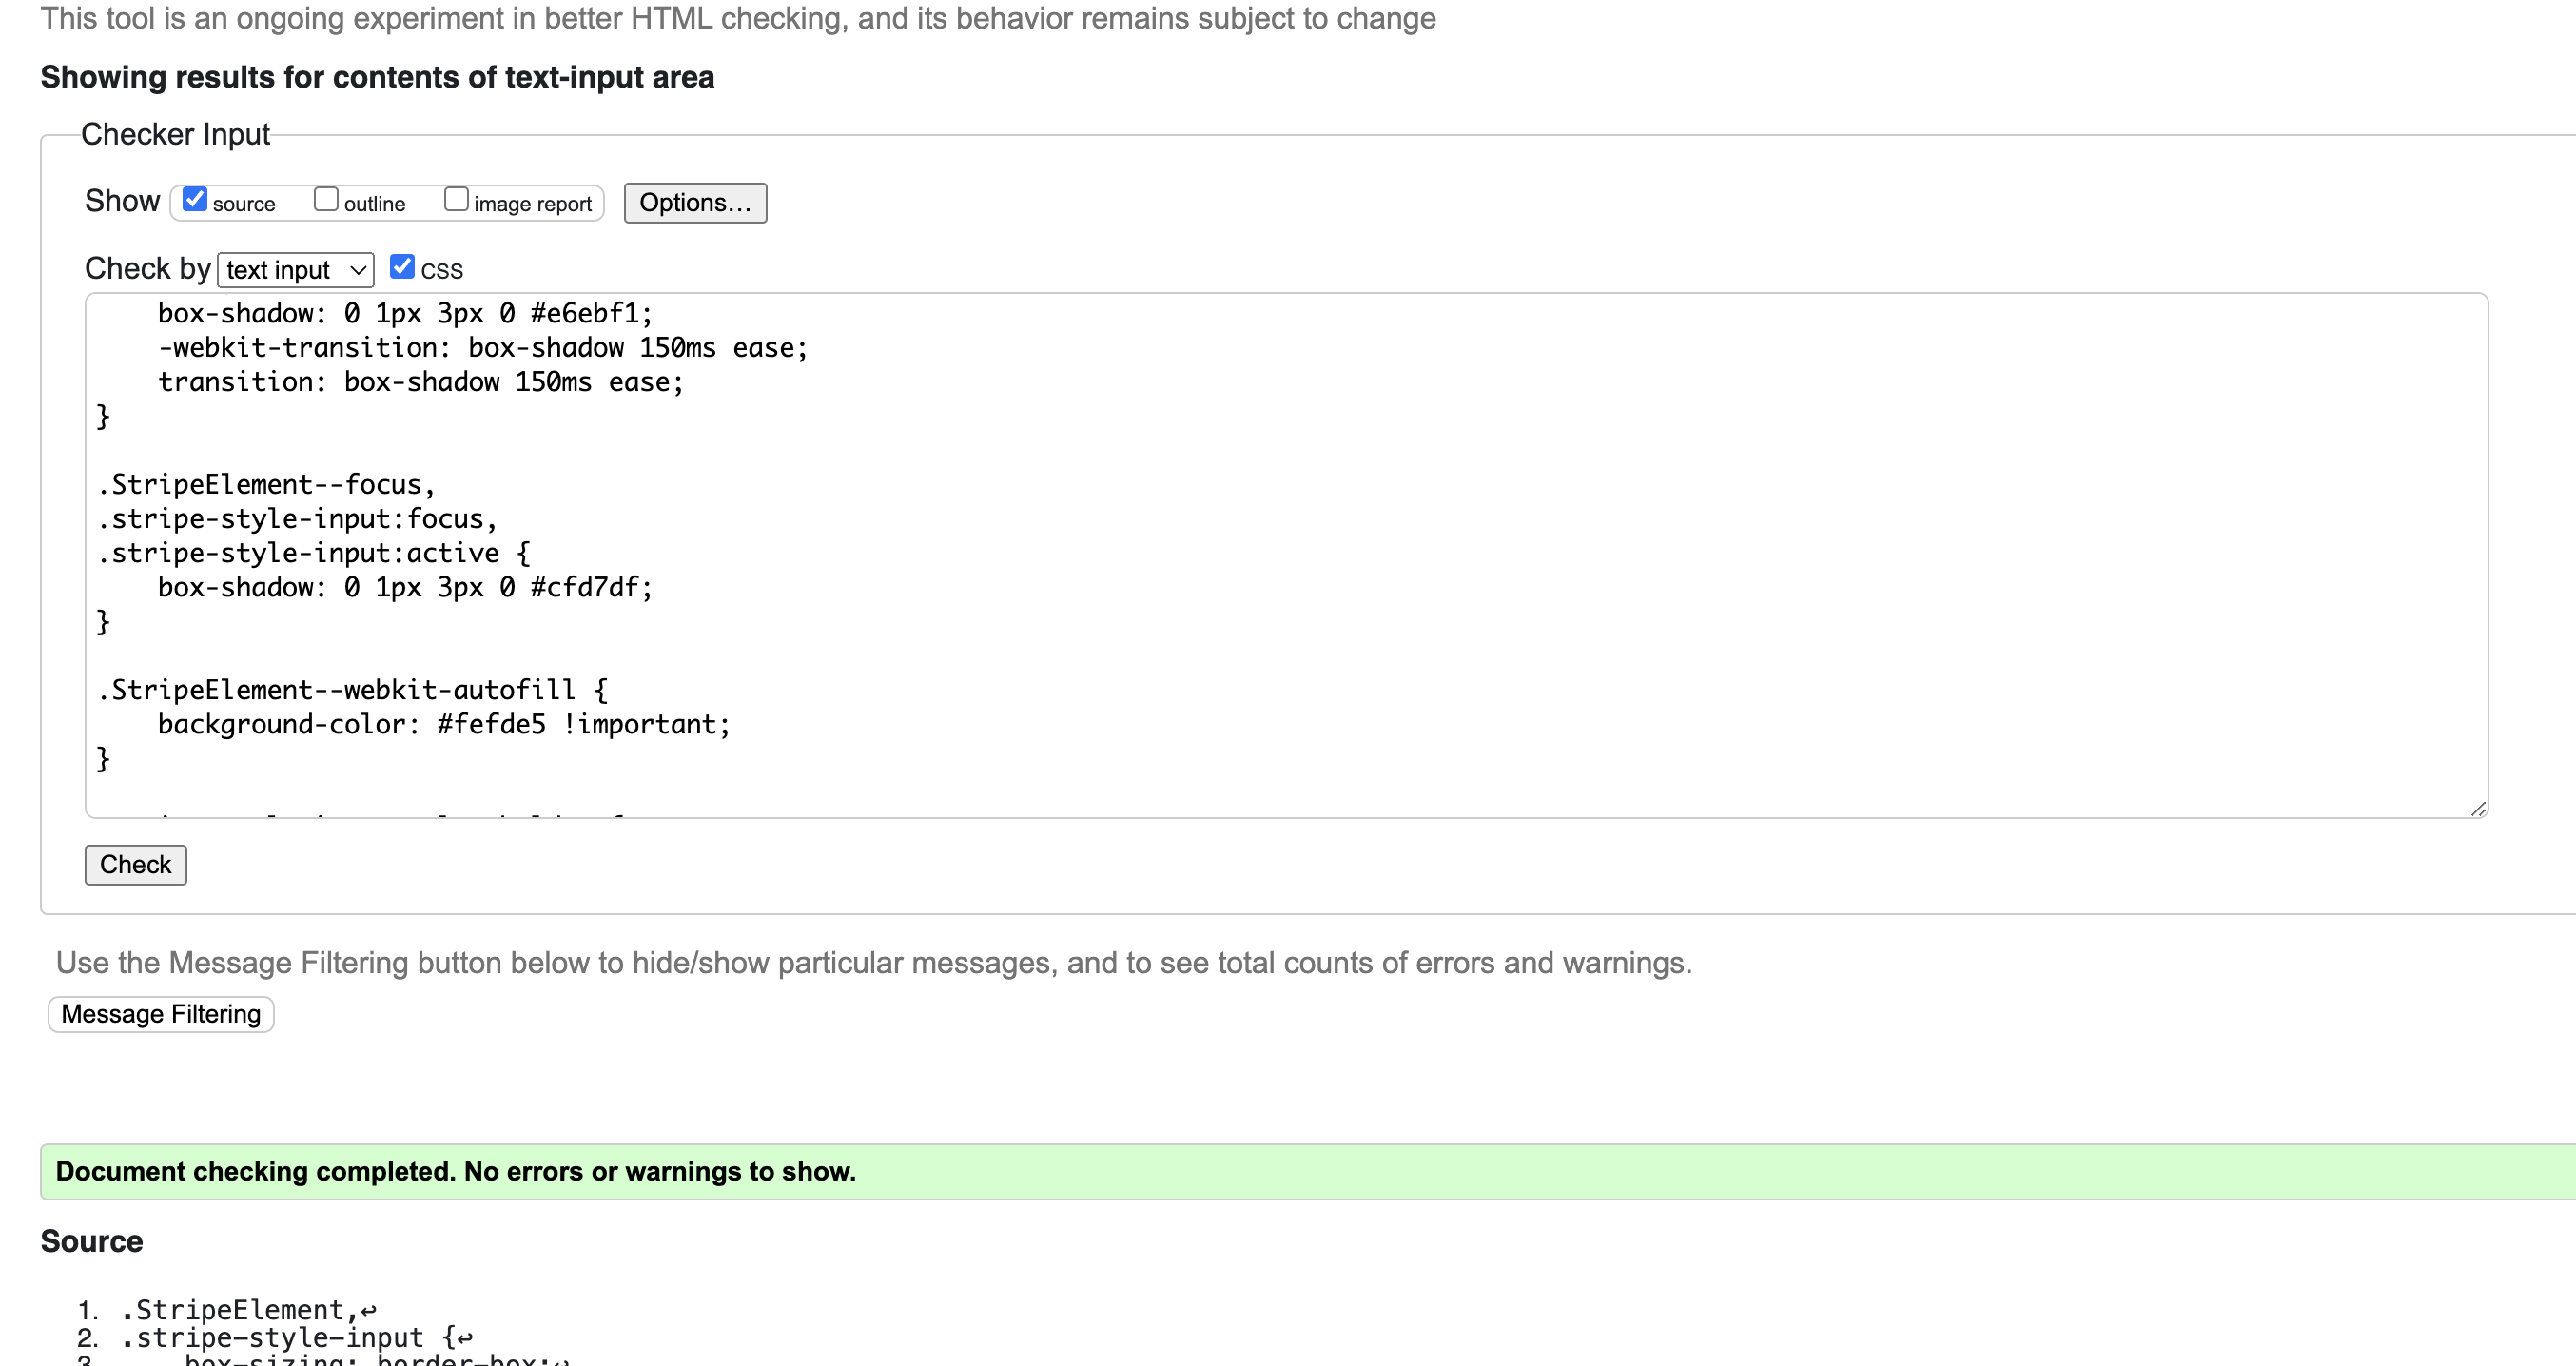 This tool is an ongoing experiment in better HTML checking, and its behavior remains subject to change
Showing results for contents of text-input area
Checker Input
Show source outline image report Options...
Check by text input CSS
box-shadow: 0 1px 3px 0 #e6ebf1;
-webkit-transition: box-shadow 150ms ease;
transition: box-shadow 150ms ease;
}
.StripeElement--focus,
.stripe-style-input:focus,
.stripe-style-input:active {
box-shadow: 0 1px 3px 0 #cfd7df;
}
.StripeElement--webkit-autofill {
background-color: #fefde5 !important;
}
Check
Use the Message Filtering button below to hide/show particular messages, and to see total counts of errors and warnings.
Message Filtering
Document checking completed. No errors or warnings to show.
Source
1. .StripeElement,↩
2. .stripe-style-input {↩
3. box-sizing: border-box;↩